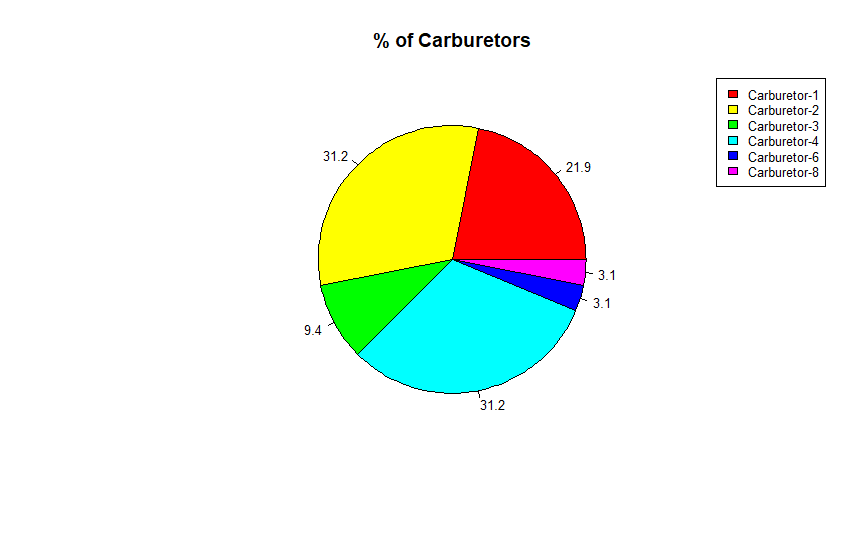 % of Carburetors
Carburetor-1
Carburetor-2
Carburetor-3
Carburetor-4
Carburetor-6
Carburetor-8
31.2
21.9
3.1
3.1
9.4
31.2